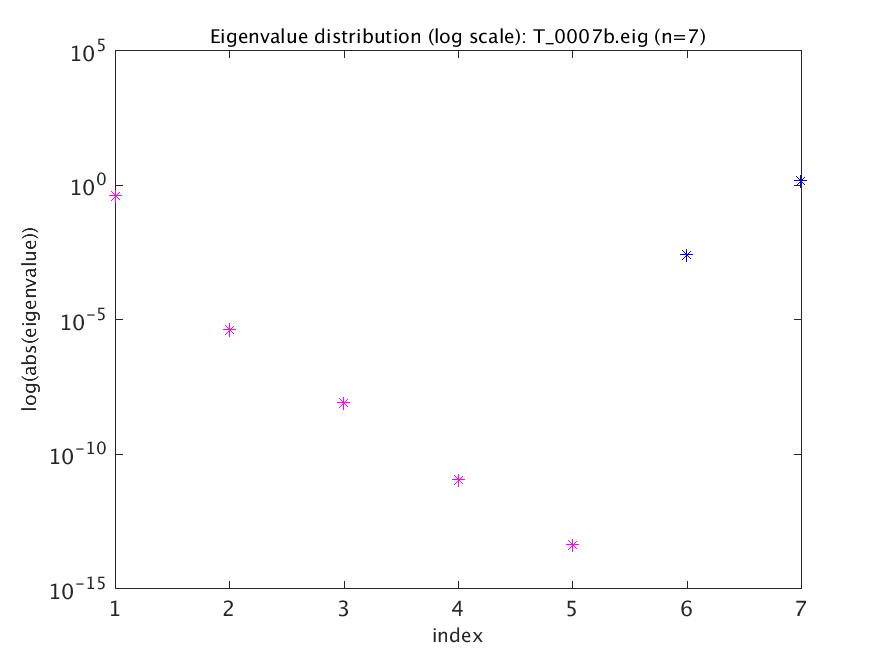 Eigenvalue distribution (log scale): T_0007b.eig (n=7)
10^5
10^0
10^-5
10^-10
10^-15
log(abs(eigenvalue))
1 2 3 4 5 6 7
index